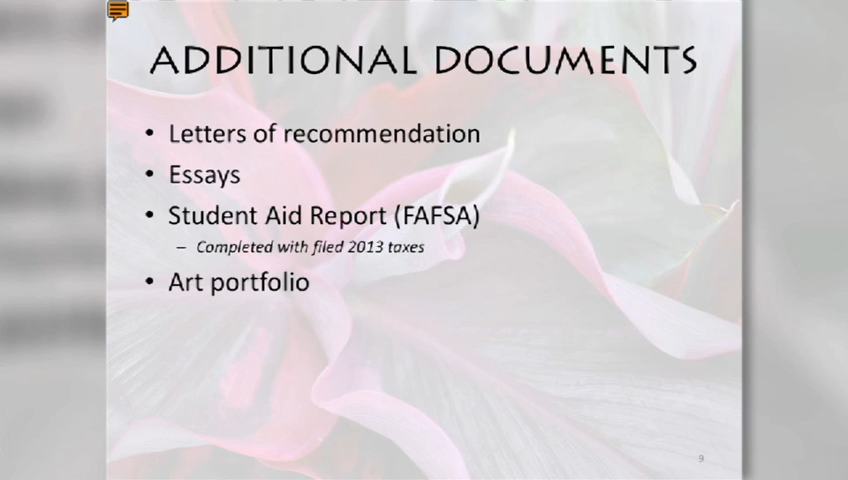 ADDITIONAL DOCUMENTS
• Letters of recommendation
• Essays
• Student Aid Report (FAFSA)
– Completed with filed 2013 taxes
• Art portfolio
9